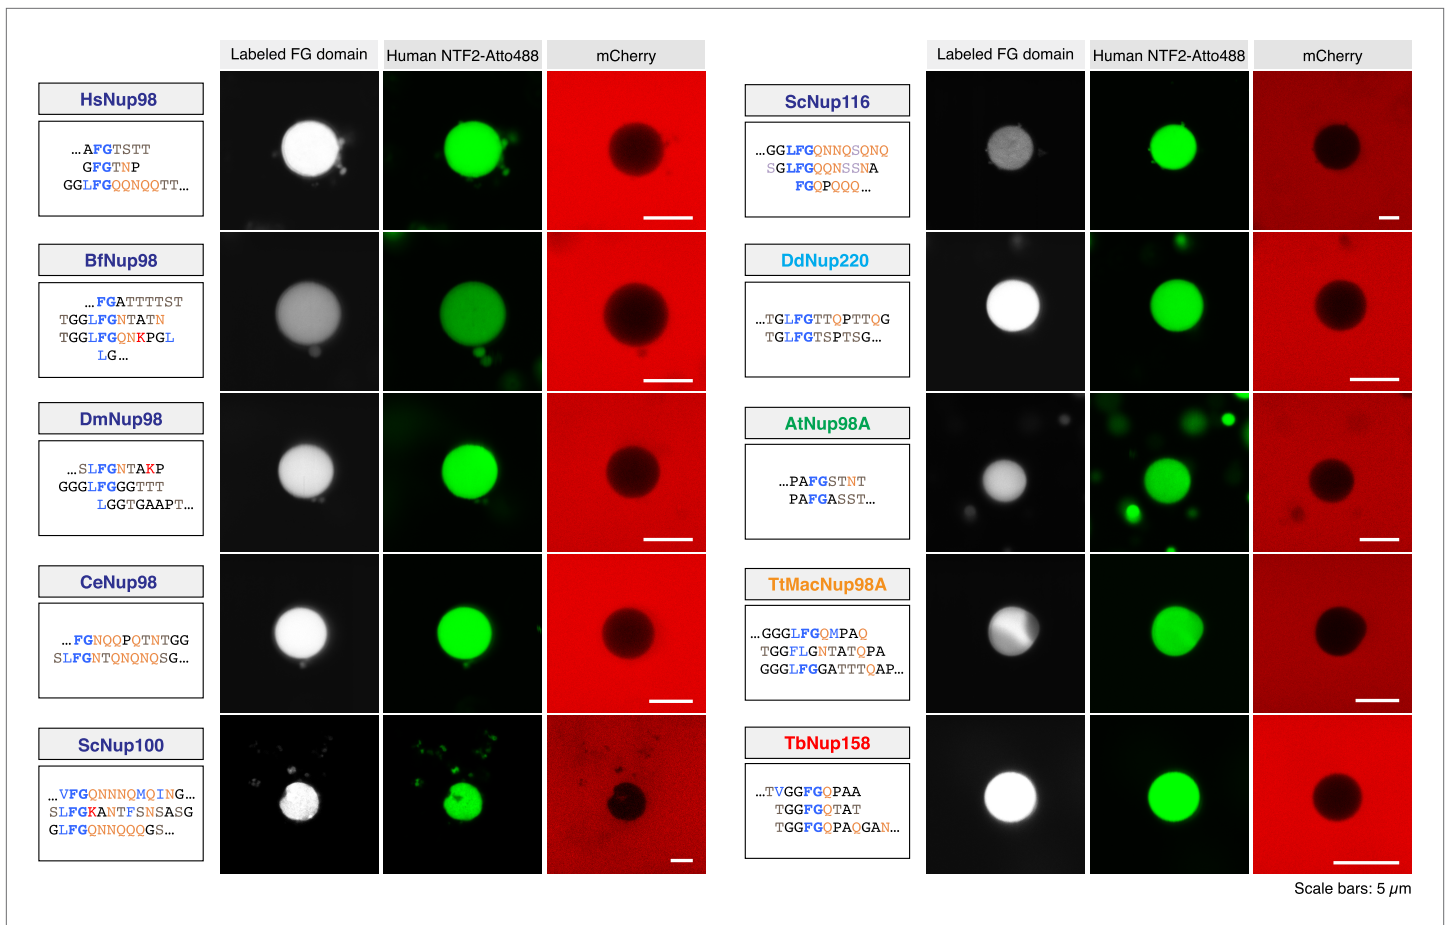 Labeled FG domain
Human NTF2-Atto488
mCherry
HsNup98
...AFGTSTT
GFGTNP
GGLFGQQNQQTT...
BfNup98
...FGATTTTST
TGGLFGNTATN
TGGLFGQNKPGL
LG...
DmNup98
...SLFGNTAKP
GGGLFGGGTTT
LGGTGAAPT...
CeNup98
...FGNQQPQTNTGG
SLFGNTQNQNQSG...
ScNup100
...VFGQNNNQMQING...
SLFGKANTFSNSASG
GLFGQNNQQQGS...
Labeled FG domain
Human NTF2-Atto488
mCherry
ScNup116
...GGLFGQNNQSQNQ
SGLFGQQNSSNA
FGQPQQQ...
DdNup220
...TGLFGTTQPTTQG
TGLFGTSPTSG...
AtNup98A
...PAFGSTNT
PAFGASST...
TtMacNup98A
...GGGLFGQMPAQ
TGGFLGNTATQPA
GGGLFGGATTTQAP...
TbNup158
...TVGGFGQPAA
TGGFGQTAT
TGGFGQPAQGAN...
Scale bars: 5 µm